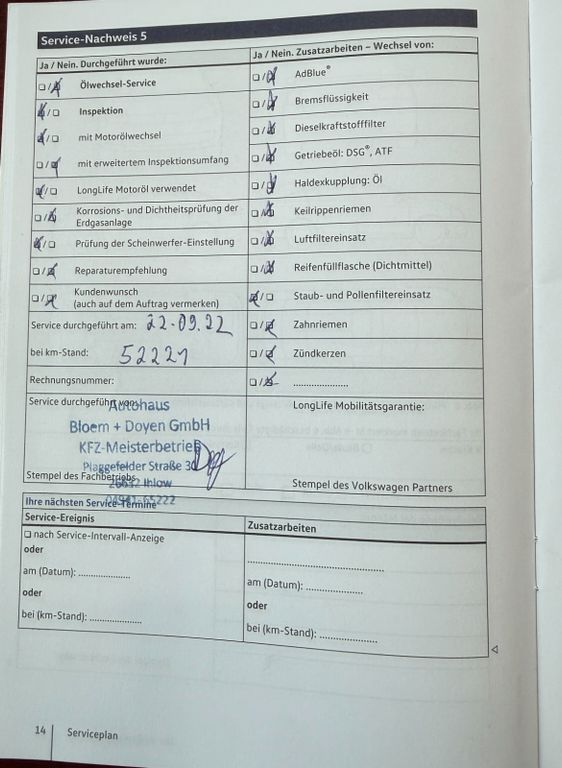 Service-Nachweis 5
Ja / Nein. Durchgeführt wurde:
☐/☒ Ölwechsel-Service
☒/☐ Inspektion
☒/☐ mit Motorölwechsel
☐/☒ mit erweitertem Inspektionsumfang
☒/☐ LongLife Motoröl verwendet
☐/☒ Korrosions- und Dichtheitsprüfung der
Erdgasanlage
☒/☐ Prüfung der Scheinwerfer-Einstellung
☐/☒ Reparaturempfehlung
☐/☒ Kundenwunsch
(auch auf dem Auftrag vermerken)
Service durchgeführt am: 22.09.22
bei km-Stand: 52221
Rechnungsnummer:
Service durchgeführt von:
Autohaus
Bloem + Doyen GmbH
KFZ-Meisterbetrieb
Plaggefelder Straße 30
26632 Ihlow
04941-65222
Stempel des Fachbetriebs
Ja / Nein. Zusatzarbeiten – Wechsel von:
☐/☒ AdBlue®
☐/☒ Bremsflüssigkeit
☐/☒ Dieselkraftstofffilter
☐/☒ Getriebeöl: DSG®, ATF
☐/☒ Haldexkupplung: Öl
☐/☒ Keilrippenriemen
☐/☒ Luftfiltereinsatz
☐/☒ Reifenfüllflasche (Dichtmittel)
☒/☐ Staub- und Pollenfiltereinsatz
☐/☒ Zahnriemen
☐/☒ Zündkerzen
☐/☒ ......................
LongLife Mobilitätsgarantie:
Stempel des Volkswagen Partners
Ihre nächsten Service-Termine
Service-Ereignis
☐ nach Service-Intervall-Anzeige
oder
am (Datum): ....................
oder
bei (km-Stand): ....................
Zusatzarbeiten
..................................................
am (Datum): ......................
oder
bei (km-Stand): ......................
14 Serviceplan